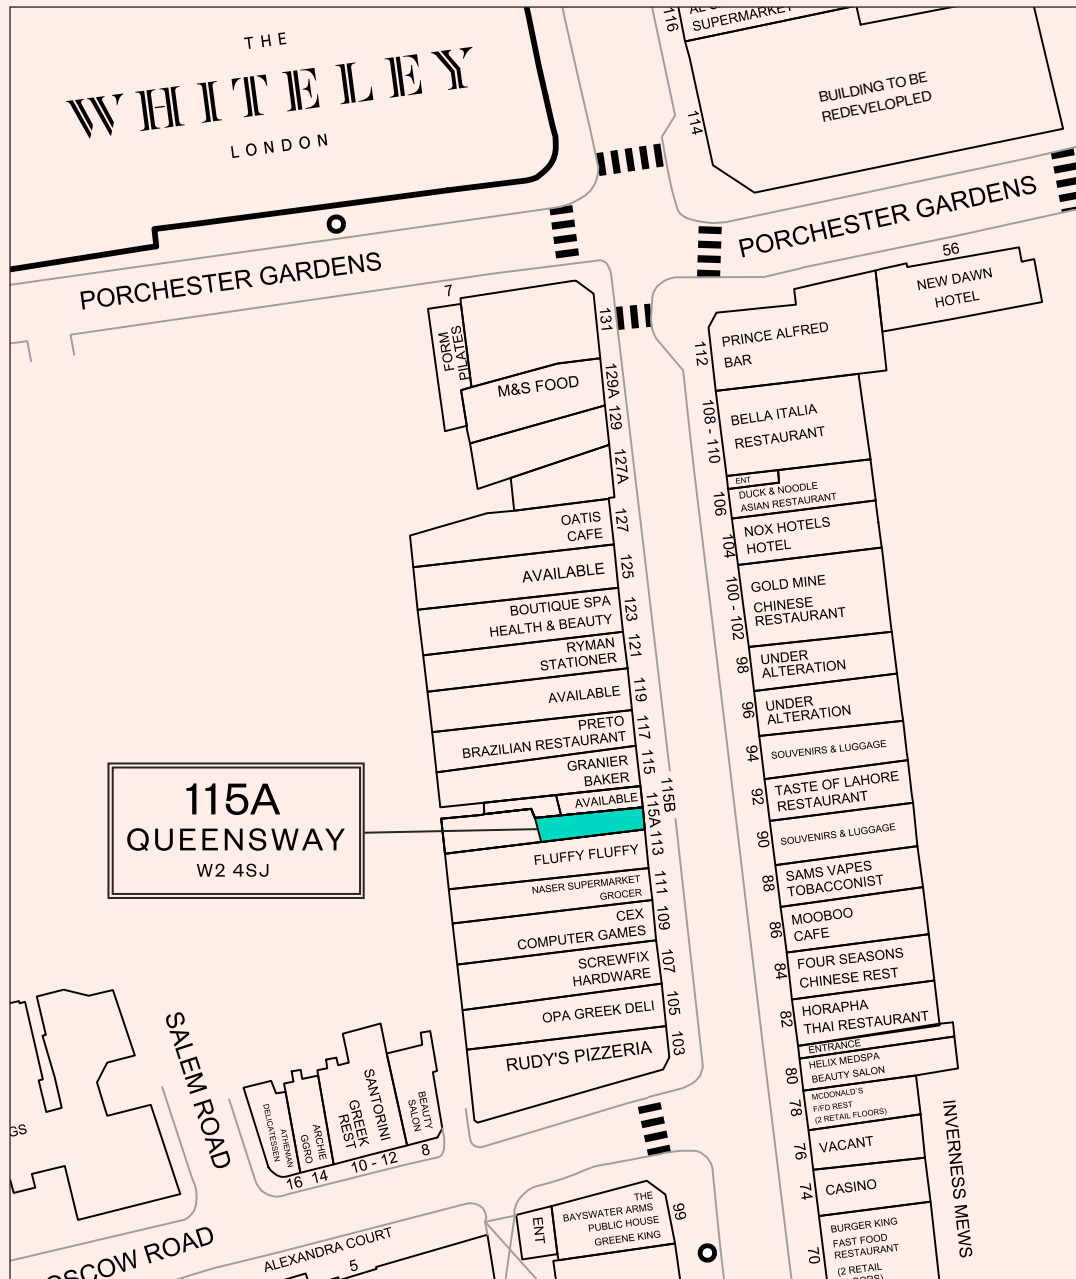 THE
WHITELEY
LONDON
116
SUPERMARKET
114
BUILDING TO BE
REDEVELOPLED
PORCHESTER GARDENS
PORCHESTER GARDENS
56
NEW DAWN
HOTEL
7
FORM
PILATES
131
M&S FOOD
129A
129
127A
OATIS
CAFE
127
AVAILABLE
125
BOUTIQUE SPA
HEALTH & BEAUTY
123
RYMAN
STATIONER
121
AVAILABLE
119
PRETO
BRAZILIAN RESTAURANT
117
GRANIER
BAKER
115
AVAILABLE
115B
115A
115A
QUEENSWAY
W2 4SJ
FLUFFY FLUFFY
113
NASER SUPERMARKET
GROCER
111
CEX
COMPUTER GAMES
109
SCREWFIX
HARDWARE
107
OPA GREEK DELI
105
RUDY'S PIZZERIA
103
112
PRINCE ALFRED
BAR
108 - 110
BELLA ITALIA
RESTAURANT
ENT
106
DUCK & NOODLE
ASIAN RESTAURANT
104
NOX HOTELS
HOTEL
100 - 102
GOLD MINE
CHINESE
RESTAURANT
98
UNDER
ALTERATION
96
UNDER
ALTERATION
94
SOUVENIRS & LUGGAGE
92
TASTE OF LAHORE
RESTAURANT
90
SOUVENIRS & LUGGAGE
88
SAMS VAPES
TOBACCONIST
86
MOOBOO
CAFE
84
FOUR SEASONS
CHINESE REST
82
HORAPHA
THAI RESTAURANT
ENTRANCE
80
HELIX MEDSPA
BEAUTY SALON
78
MCDONALD'S
F/FD REST
(2 RETAIL FLOORS)
76
VACANT
74
CASINO
70
BURGER KING
FAST FOOD
RESTAURANT
(2 RETAIL
INVERNESS MEWS
SALEM ROAD
GS
DELICATESSEN
ATHENIAN
ARCHIE
GGRO
SANTORINI
GREEK
REST
BEAUTY
SALON
16
14
10 - 12
8
ALEXANDRA COURT
5
ENT
THE
BAYSWATER ARMS
PUBLIC HOUSE
GREENE KING
99